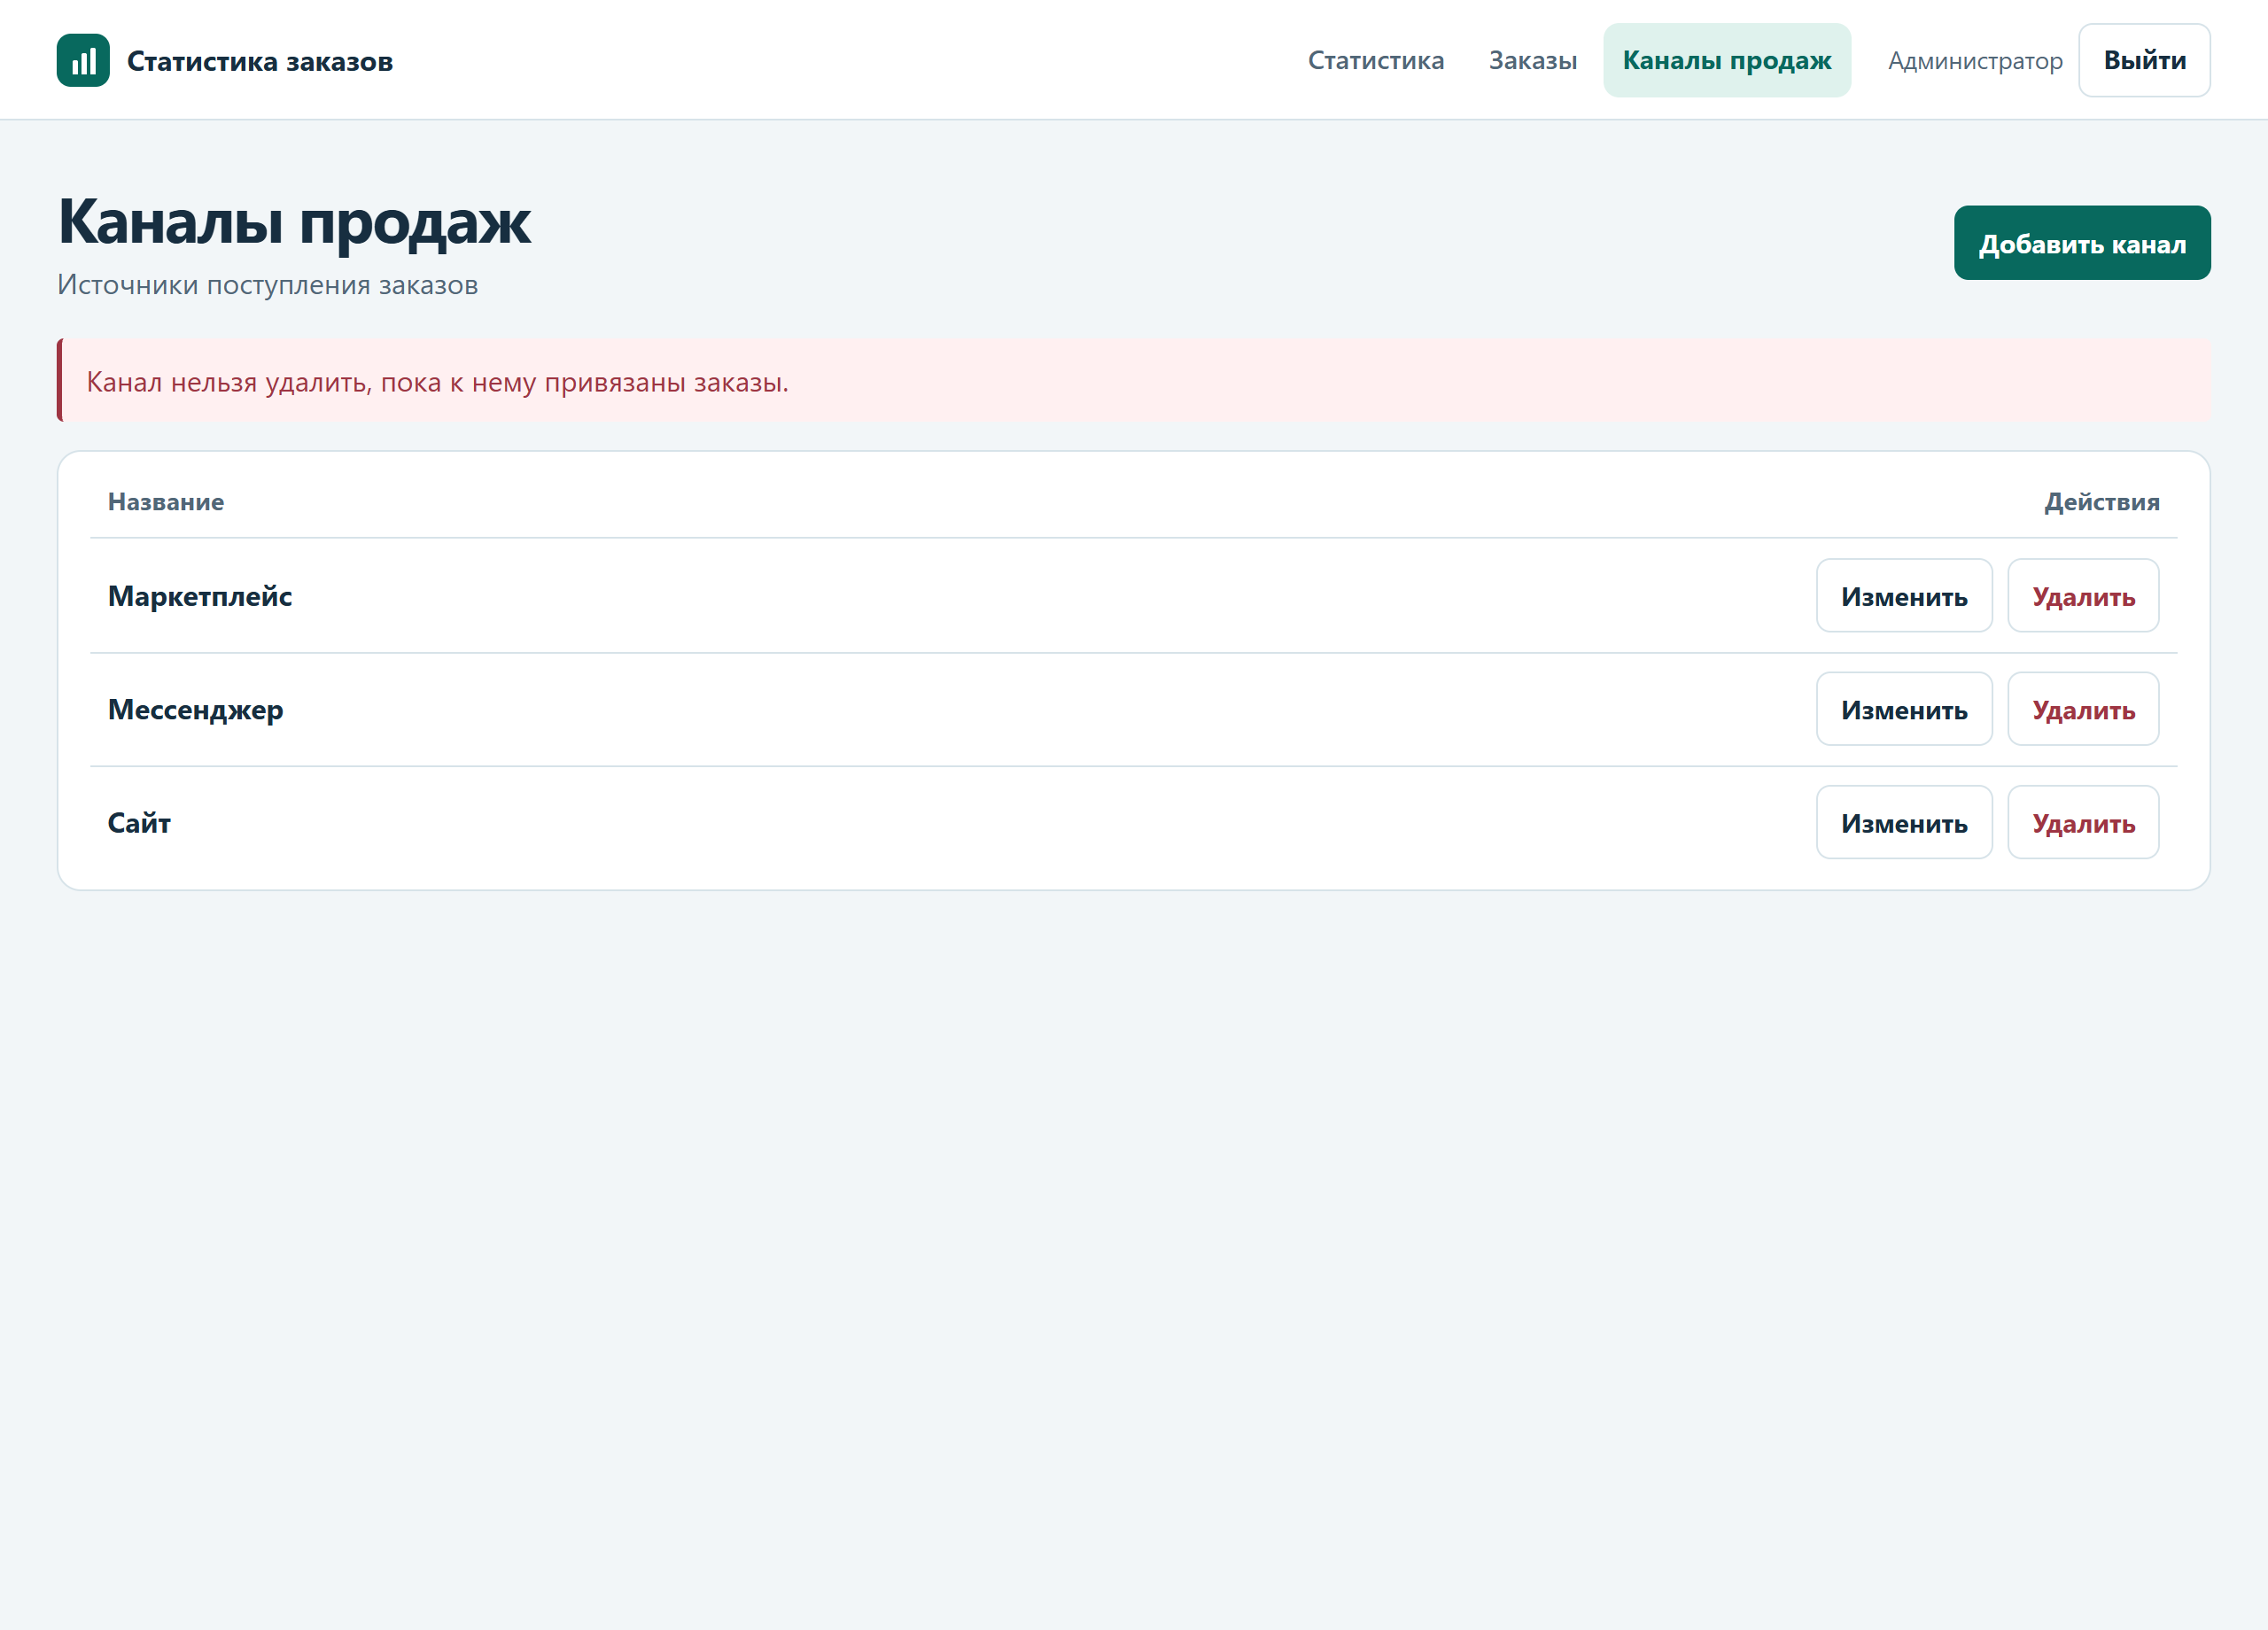 Статистика заказов
Статистика Заказы Каналы продаж Администратор Выйти
Каналы продаж
Добавить канал
Источники поступления заказов
Канал нельзя удалить, пока к нему привязаны заказы.
Название Действия
Маркетплейс Изменить Удалить
Мессенджер Изменить Удалить
Сайт Изменить Удалить